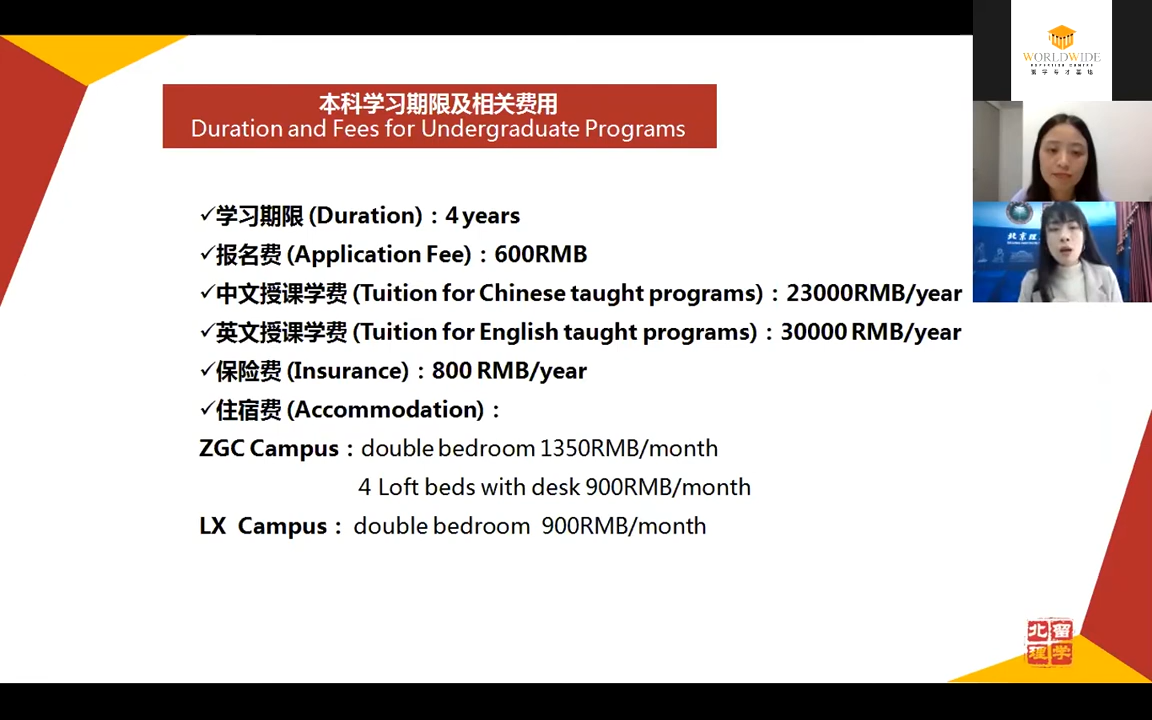 本科学习期限及相关费用
Duration and Fees for Undergraduate Programs
✓学习期限 (Duration)：4 years
✓报名费 (Application Fee)：600RMB
✓中文授课学费 (Tuition for Chinese taught programs)：23000RMB/year
✓英文授课学费 (Tuition for English taught programs)：30000 RMB/year
✓保险费 (Insurance)：800 RMB/year
✓住宿费 (Accommodation)：
ZGC Campus：double bedroom 1350RMB/month
4 Loft beds with desk 900RMB/month
LX Campus： double bedroom 900RMB/month
WORLDWIDE
北京理
北理
留学